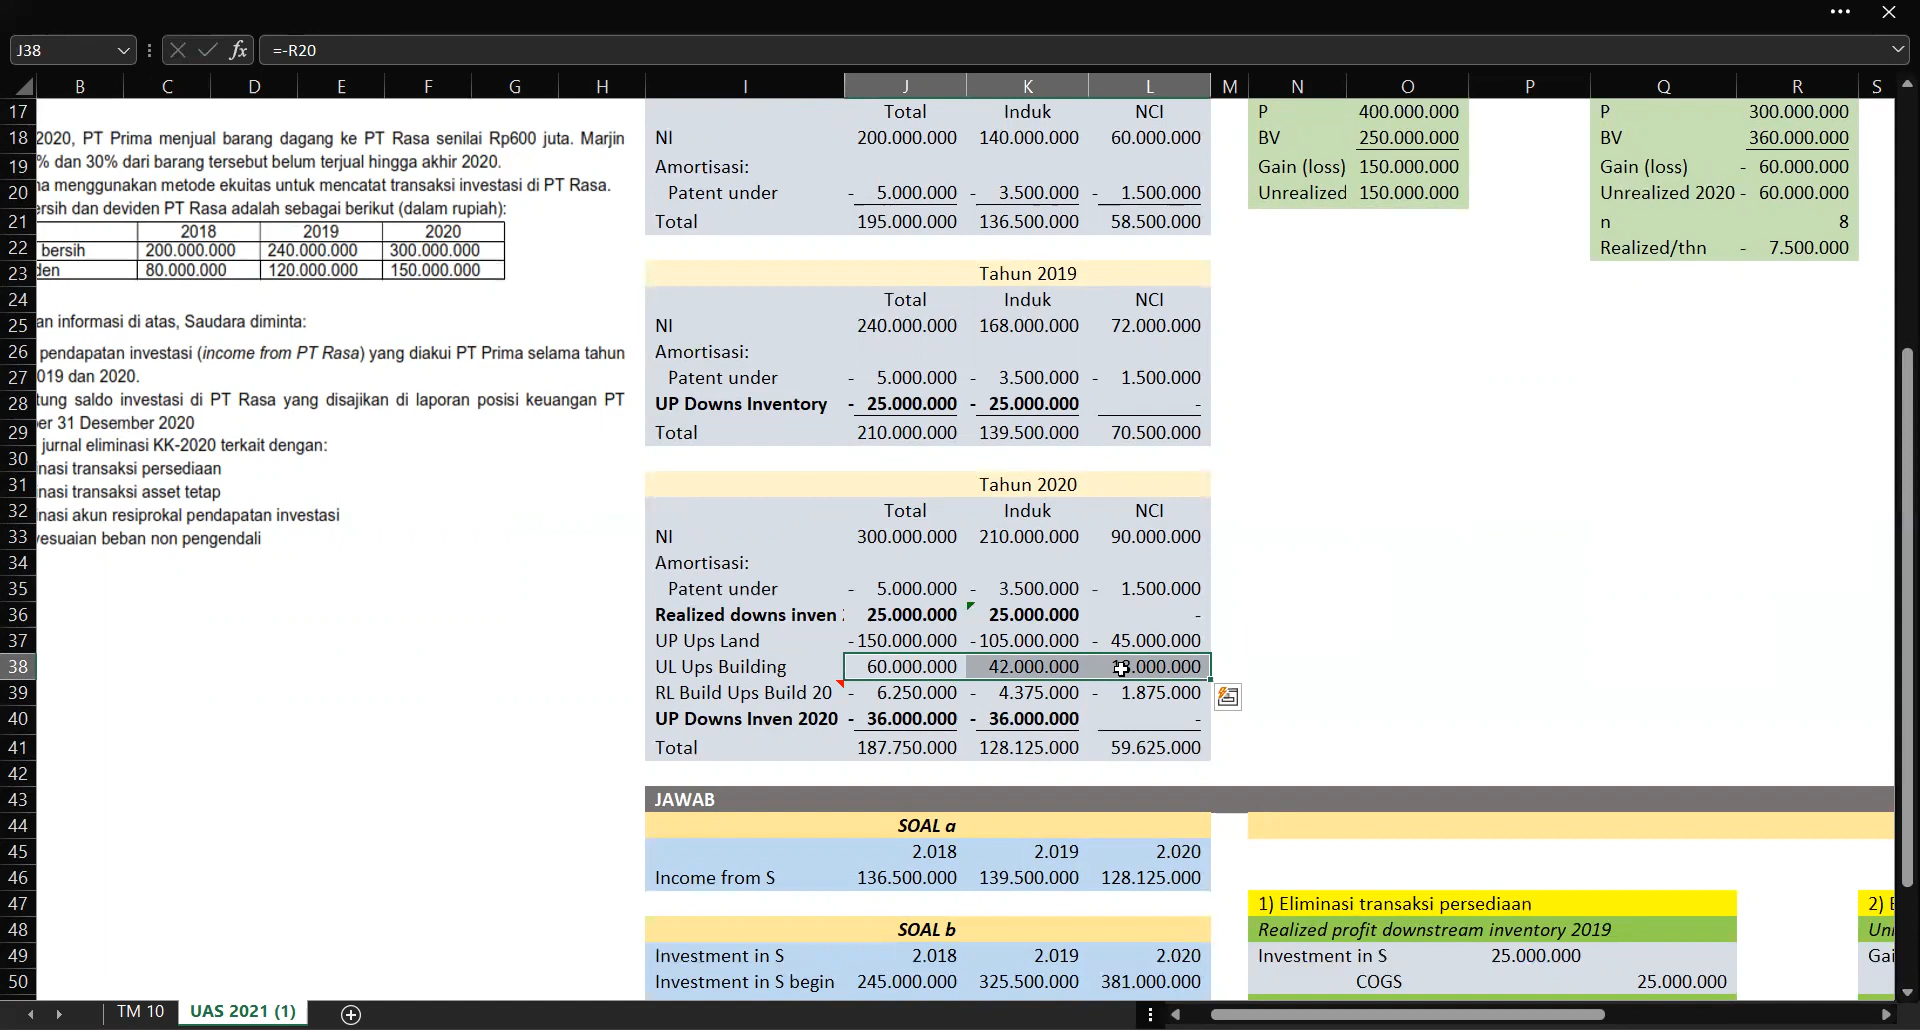 J38 =-R20
B C D E F G H I J K L M N O P Q R S
17 Total Induk NCI P 400.000.000 P 300.000.000
18 2020, PT Prima menjual barang dagang ke PT Rasa senilai Rp600 juta. Marjin NI 200.000.000 140.000.000 60.000.000 BV 250.000.000 BV 360.000.000
19 % dan 30% dari barang tersebut belum terjual hingga akhir 2020. Amortisasi: Gain (loss) 150.000.000 Gain (loss) - 60.000.000
20 na menggunakan metode ekuitas untuk mencatat transaksi investasi di PT Rasa. Patent under - 5.000.000 - 3.500.000 - 1.500.000 Unrealized 150.000.000 Unrealized 2020 - 60.000.000
ersih dan deviden PT Rasa adalah sebagai berikut (dalam rupiah):
21 2018 2019 2020 Total 195.000.000 136.500.000 58.500.000 n 8
22 bersih 200.000.000 240.000.000 300.000.000 Realized/thn - 7.500.000
23 den 80.000.000 120.000.000 150.000.000 Tahun 2019
24 Total Induk NCI
25 an informasi di atas, Saudara diminta: NI 240.000.000 168.000.000 72.000.000
26 pendapatan investasi (income from PT Rasa) yang diakui PT Prima selama tahun Amortisasi:
27 019 dan 2020. Patent under - 5.000.000 - 3.500.000 - 1.500.000
28 tung saldo investasi di PT Rasa yang disajikan di laporan posisi keuangan PT UP Downs Inventory - 25.000.000 - 25.000.000 -
er 31 Desember 2020
29 jurnal eliminasi KK-2020 terkait dengan: Total 210.000.000 139.500.000 70.500.000
30 inasi transaksi persediaan
31 inasi transaksi asset tetap Tahun 2020
32 inasi akun resiprokal pendapatan investasi Total Induk NCI
33 yesuaian beban non pengendali NI 300.000.000 210.000.000 90.000.000
34 Amortisasi:
35 Patent under - 5.000.000 - 3.500.000 - 1.500.000
36 Realized downs inven 25.000.000 25.000.000 -
37 UP Ups Land -150.000.000 -105.000.000 - 45.000.000
38 UL Ups Building 60.000.000 42.000.000 .000.000
39 RL Build Ups Build 20 - 6.250.000 - 4.375.000 - 1.875.000
40 UP Downs Inven 2020 - 36.000.000 - 36.000.000 -
41 Total 187.750.000 128.125.000 59.625.000
42
43 JAWAB
44 SOAL a
45 2.018 2.019 2.020
46 Income from S 136.500.000 139.500.000 128.125.000
47 1) Eliminasi transaksi persediaan 2) E
48 SOAL b Realized profit downstream inventory 2019 Un
49 Investment in S 2.018 2.019 2.020 Investment in S 25.000.000 Gai
50 Investment in S begin 245.000.000 325.500.000 381.000.000 COGS 25.000.000
TM 10 UAS 2021 (1)